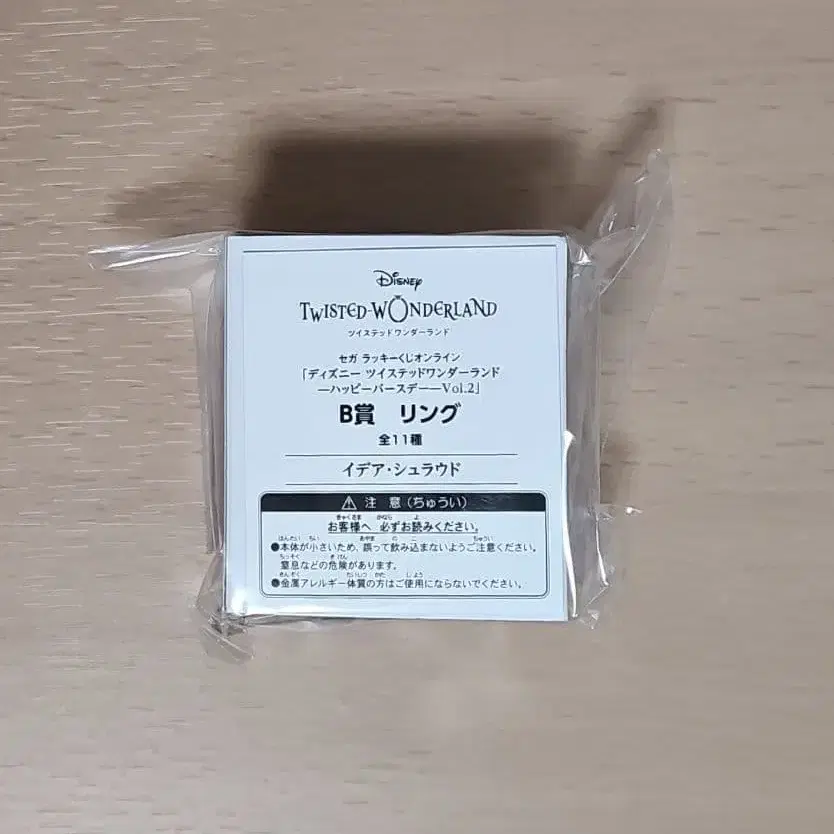 Disney
TWISTED-WONDERLAND
ツイステッドワンダーランド
セガ ラッキーくじオンライン
「ディズニー ツイステッドワンダーランド
―ハッピーバースデー―Vol.2」
B賞 リング
全11種
イデア・シュラウド
⚠ 注 意(ちゅうい)
お客様へ 必ずお読みください。
●本体が小さいため、誤って飲み込まないようご注意ください。
窒息などの危険があります。
●金属アレルギー体質の方はご使用にならないでください。